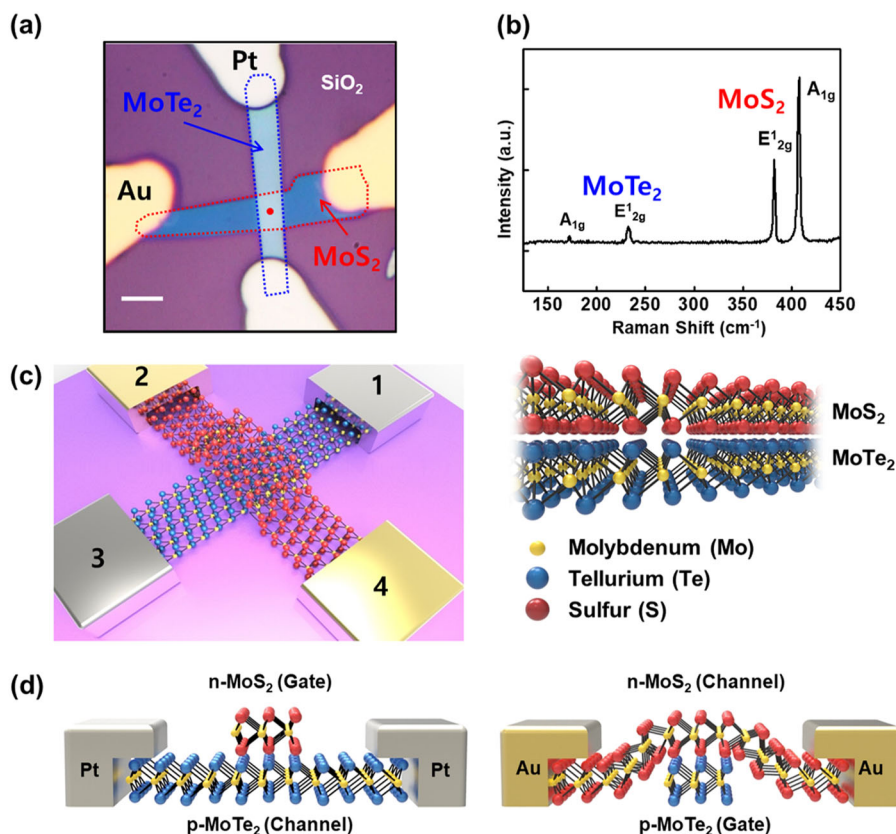 (a)
Pt
SiO₂
MoTe₂
Au
MoS₂
(b)
Intensity (a.u.)
MoS₂
A₁g
E¹₂g
MoTe₂
A₁g
E¹₂g
150 200 250 300 350 400 450
Raman Shift (cm⁻¹)
(c)
2
1
3
4
MoS₂
MoTe₂
Molybdenum (Mo)
Tellurium (Te)
Sulfur (S)
(d)
n-MoS₂ (Gate)
Pt
Pt
p-MoTe₂ (Channel)
n-MoS₂ (Channel)
Au
Au
p-MoTe₂ (Gate)